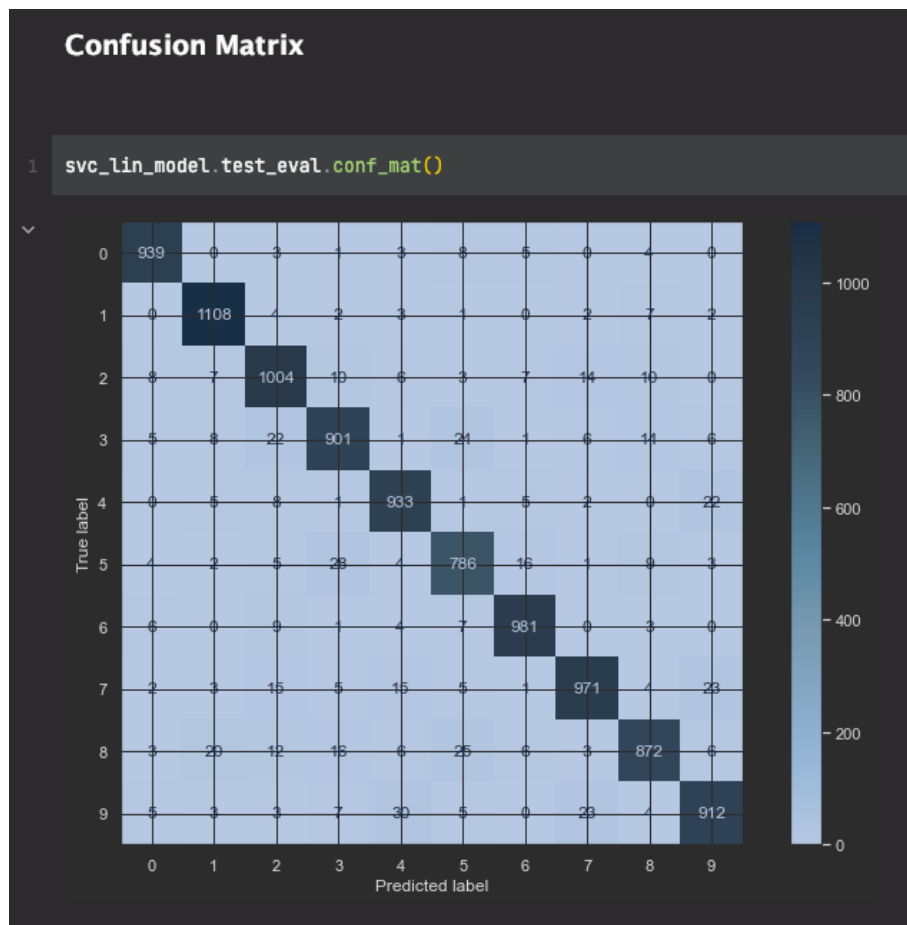 Confusion Matrix
1 svc_lin_model.test_eval.conf_mat()
0 939 0 3 1 3 8 5 0 4 0
1 0 1108 4 2 3 1 0 2 7 2
2 8 7 1004 10 6 3 7 14 10 0
3 5 8 22 901 1 21 1 6 14 6
4 0 5 8 1 933 1 5 2 0 22
5 4 2 5 28 4 786 16 1 9 3
6 6 0 9 1 4 7 981 0 3 0
7 2 3 15 5 15 5 1 971 4 23
8 3 20 12 25 6 3 872 6
9 5 3 3 7 30 5 0 23 4 912
0 1 2 3 4 5 6 7 8 9
Predicted label
True label
1000
800
600
400
200
0